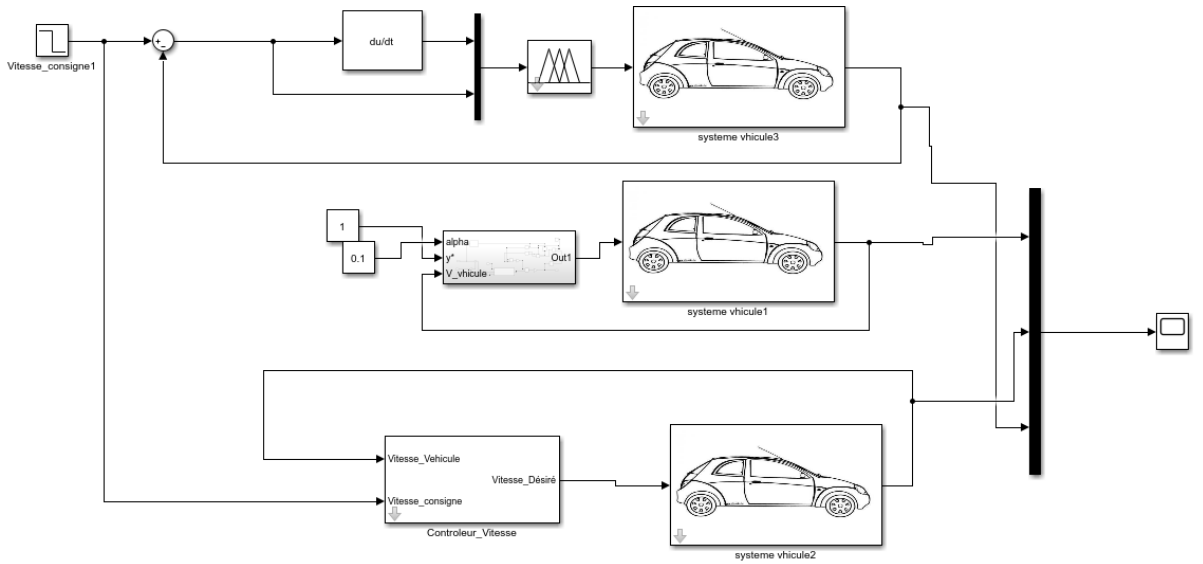 Vitesse_consigne1
+
-
du/dt
systeme vhicule3
1
0.1
alpha
y*
V_vhicule
Out1
systeme vhicule1
Vitesse_Vehicule
Vitesse_consigne
Vitesse_Désiré
Controleur_Vitesse
systeme vhicule2